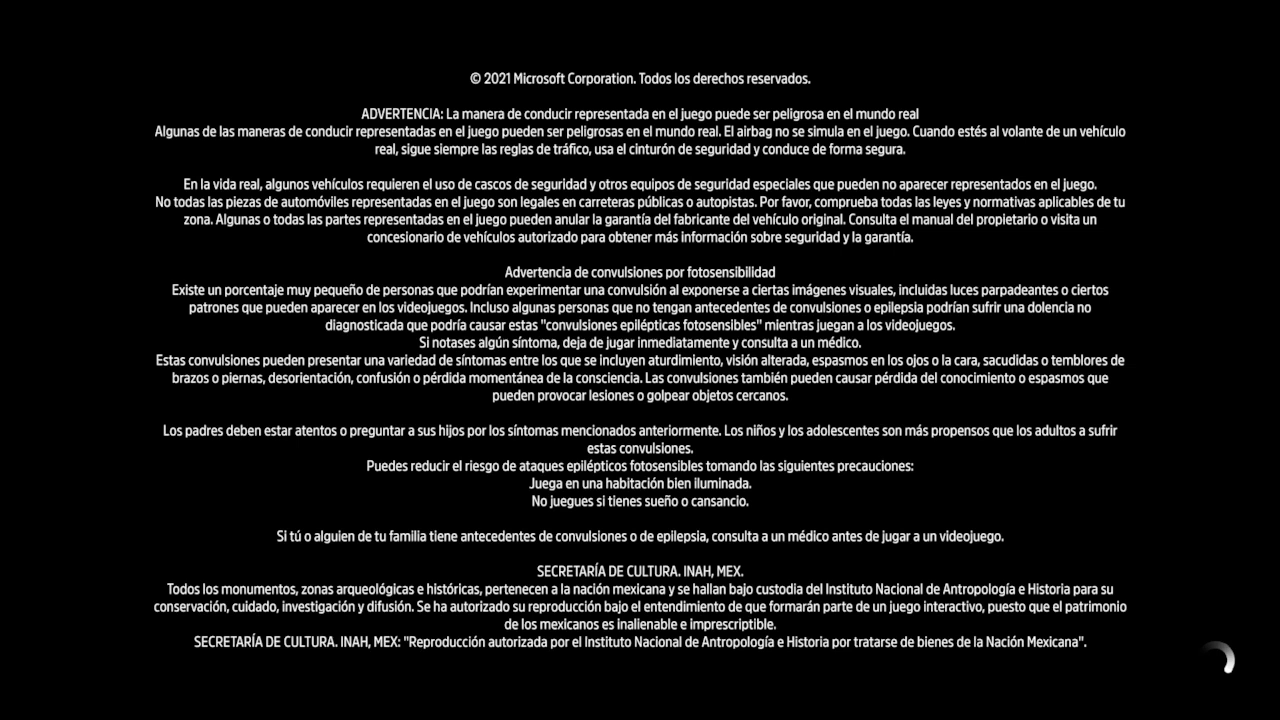 © 2021 Microsoft Corporation. Todos los derechos reservados.
ADVERTENCIA: La manera de conducir representada en el juego puede ser peligrosa en el mundo real
Algunas de las maneras de conducir representadas en el juego pueden ser peligrosas en el mundo real. El airbag no se simula en el juego. Cuando estés al volante de un vehículo
real, sigue siempre las reglas de tráfico, usa el cinturón de seguridad y conduce de forma segura.
En la vida real, algunos vehículos requieren el uso de cascos de seguridad y otros equipos de seguridad especiales que pueden no aparecer representados en el juego.
No todas las piezas de automóviles representadas en el juego son legales en carreteras públicas o autopistas. Por favor, comprueba todas las leyes y normativas aplicables de tu
zona. Algunas o todas las partes representadas en el juego pueden anular la garantía del fabricante del vehículo original. Consulta el manual del propietario o visita un
concesionario de vehículos autorizado para obtener más información sobre seguridad y la garantía.
Advertencia de convulsiones por fotosensibilidad
Existe un porcentaje muy pequeño de personas que podrían experimentar una convulsión al exponerse a ciertas imágenes visuales, incluidas luces parpadeantes o ciertos
patrones que pueden aparecer en los videojuegos. Incluso algunas personas que no tengan antecedentes de convulsiones o epilepsia podrían sufrir una dolencia no
diagnosticada que podría causar estas "convulsiones epilépticas fotosensibles" mientras juegan a los videojuegos.
Si notases algún síntoma, deja de jugar inmediatamente y consulta a un médico.
Estas convulsiones pueden presentar una variedad de síntomas entre los que se incluyen aturdimiento, visión alterada, espasmos en los ojos o la cara, sacudidas o temblores de
brazos o piernas, desorientación, confusión o pérdida momentánea de la consciencia. Las convulsiones también pueden causar pérdida del conocimiento o espasmos que
pueden provocar lesiones o golpear objetos cercanos.
Los padres deben estar atentos o preguntar a sus hijos por los síntomas mencionados anteriormente. Los niños y los adolescentes son más propensos que los adultos a sufrir
estas convulsiones.
Puedes reducir el riesgo de ataques epilépticos fotosensibles tomando las siguientes precauciones:
Juega en una habitación bien iluminada.
No juegues si tienes sueño o cansancio.
Si tú o alguien de tu familia tiene antecedentes de convulsiones o de epilepsia, consulta a un médico antes de jugar a un videojuego.
SECRETARÍA DE CULTURA. INAH, MEX.
Todos los monumentos, zonas arqueológicas e históricas, pertenecen a la nación mexicana y se hallan bajo custodia del Instituto Nacional de Antropología e Historia para su
conservación, cuidado, investigación y difusión. Se ha autorizado su reproducción bajo el entendimiento de que formarán parte de un juego interactivo, puesto que el patrimonio
de los mexicanos es inalienable e imprescriptible.
SECRETARÍA DE CULTURA. INAH, MEX: "Reproducción autorizada por el Instituto Nacional de Antropología e Historia por tratarse de bienes de la Nación Mexicana".